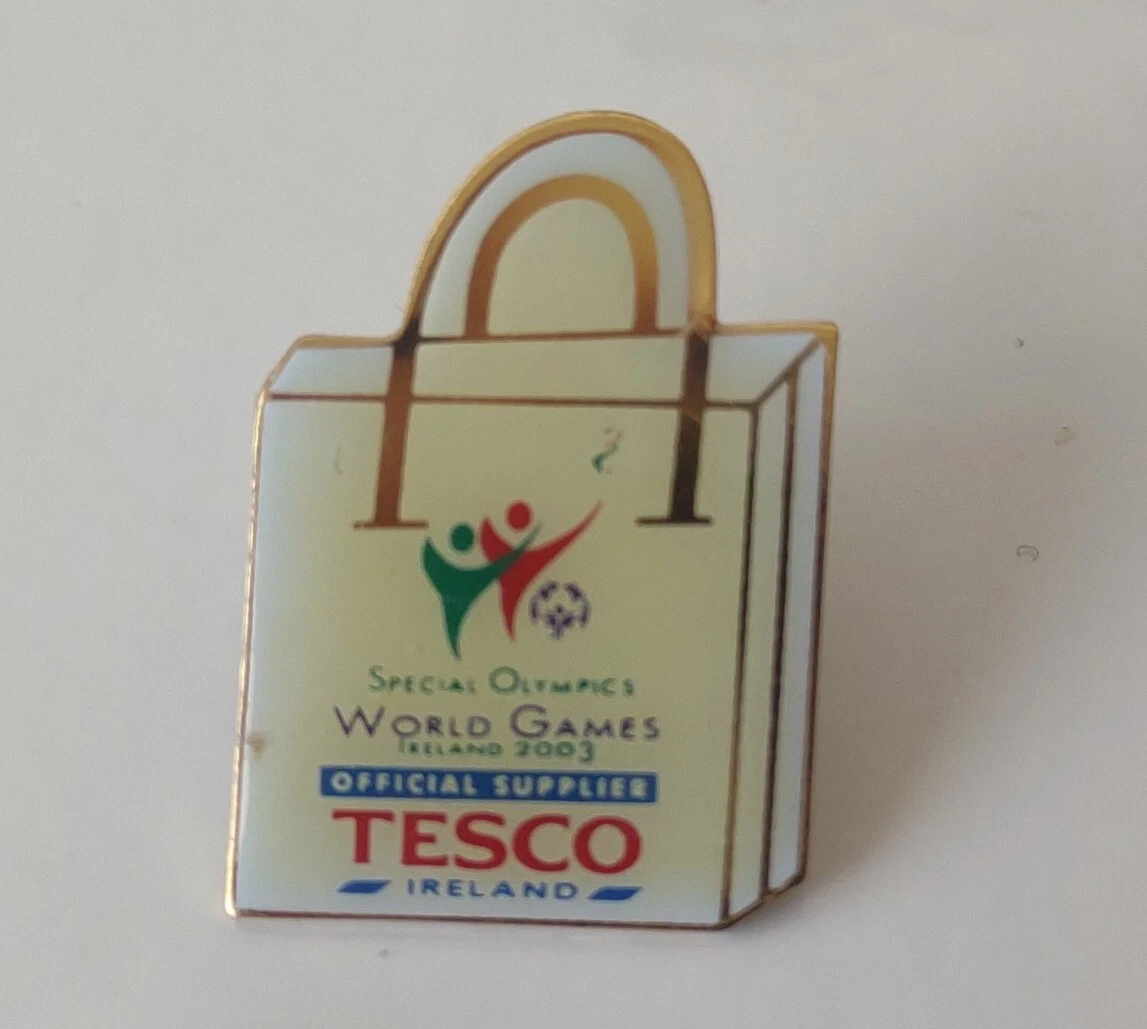 SPECIAL OLYMPICS
WORLD GAMES
IRELAND 2003
OFFICIAL SUPPLIER
TESCO
IRELAND